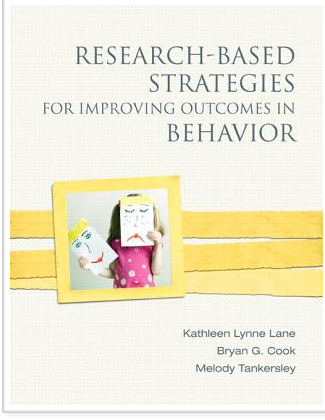 RESEARCH-BASED
STRATEGIES
FOR IMPROVING OUTCOMES IN
BEHAVIOR
Kathleen Lynne Lane
Bryan G. Cook
Melody Tankersley